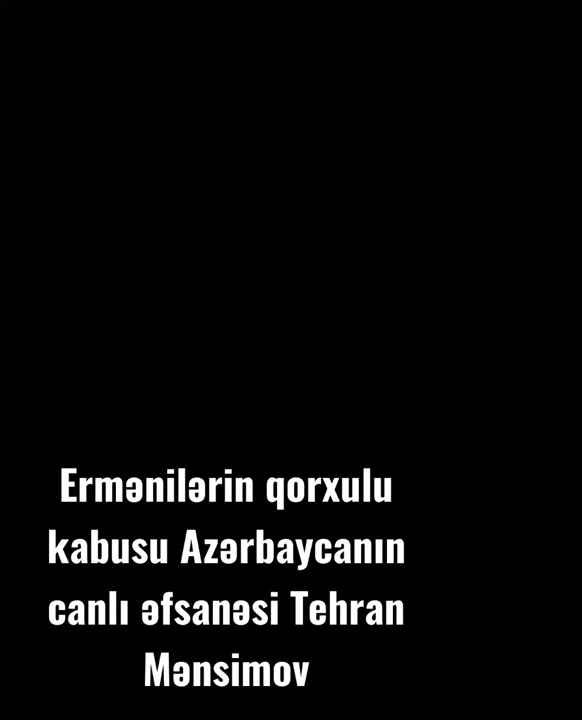 Ermənilərin qorxulu
kabusu Azərbaycanın
canlı əfsanəsi Tehran
Mənsimov